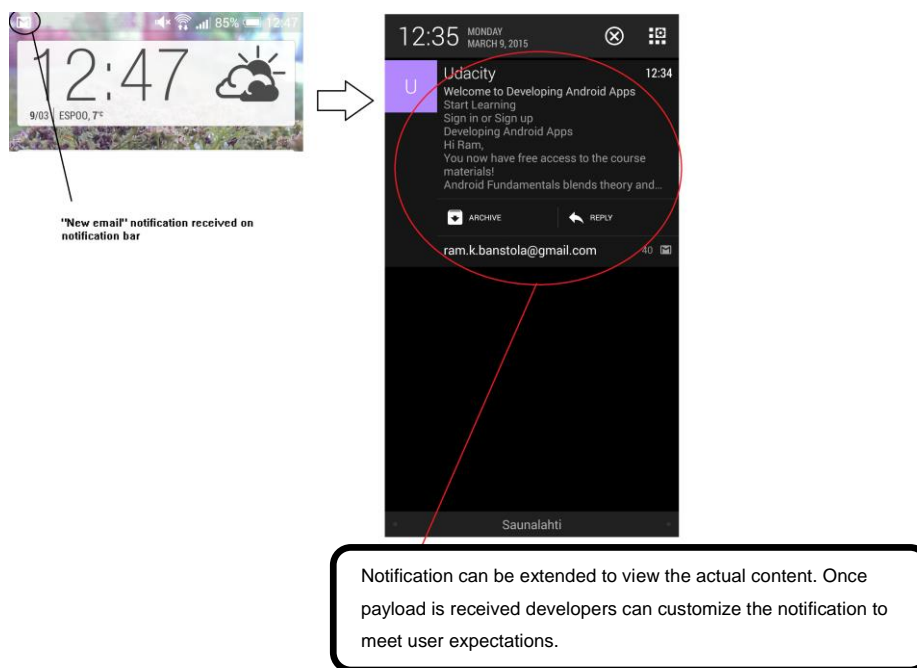 85% 12:47
12:47
9/03 ESPOO, 7°
"New email" notification received on
notification bar
12:35 MONDAY
MARCH 9, 2015
U
Udacity 12:34
Welcome to Developing Android Apps
Start Learning
Sign in or Sign up
Developing Android Apps
Hi Ram,
You now have free access to the course
materials!
Android Fundamentals blends theory and...
ARCHIVE REPLY
ram.k.banstola@gmail.com 40
Saunalahti
Notification can be extended to view the actual content. Once
payload is received developers can customize the notification to
meet user expectations.